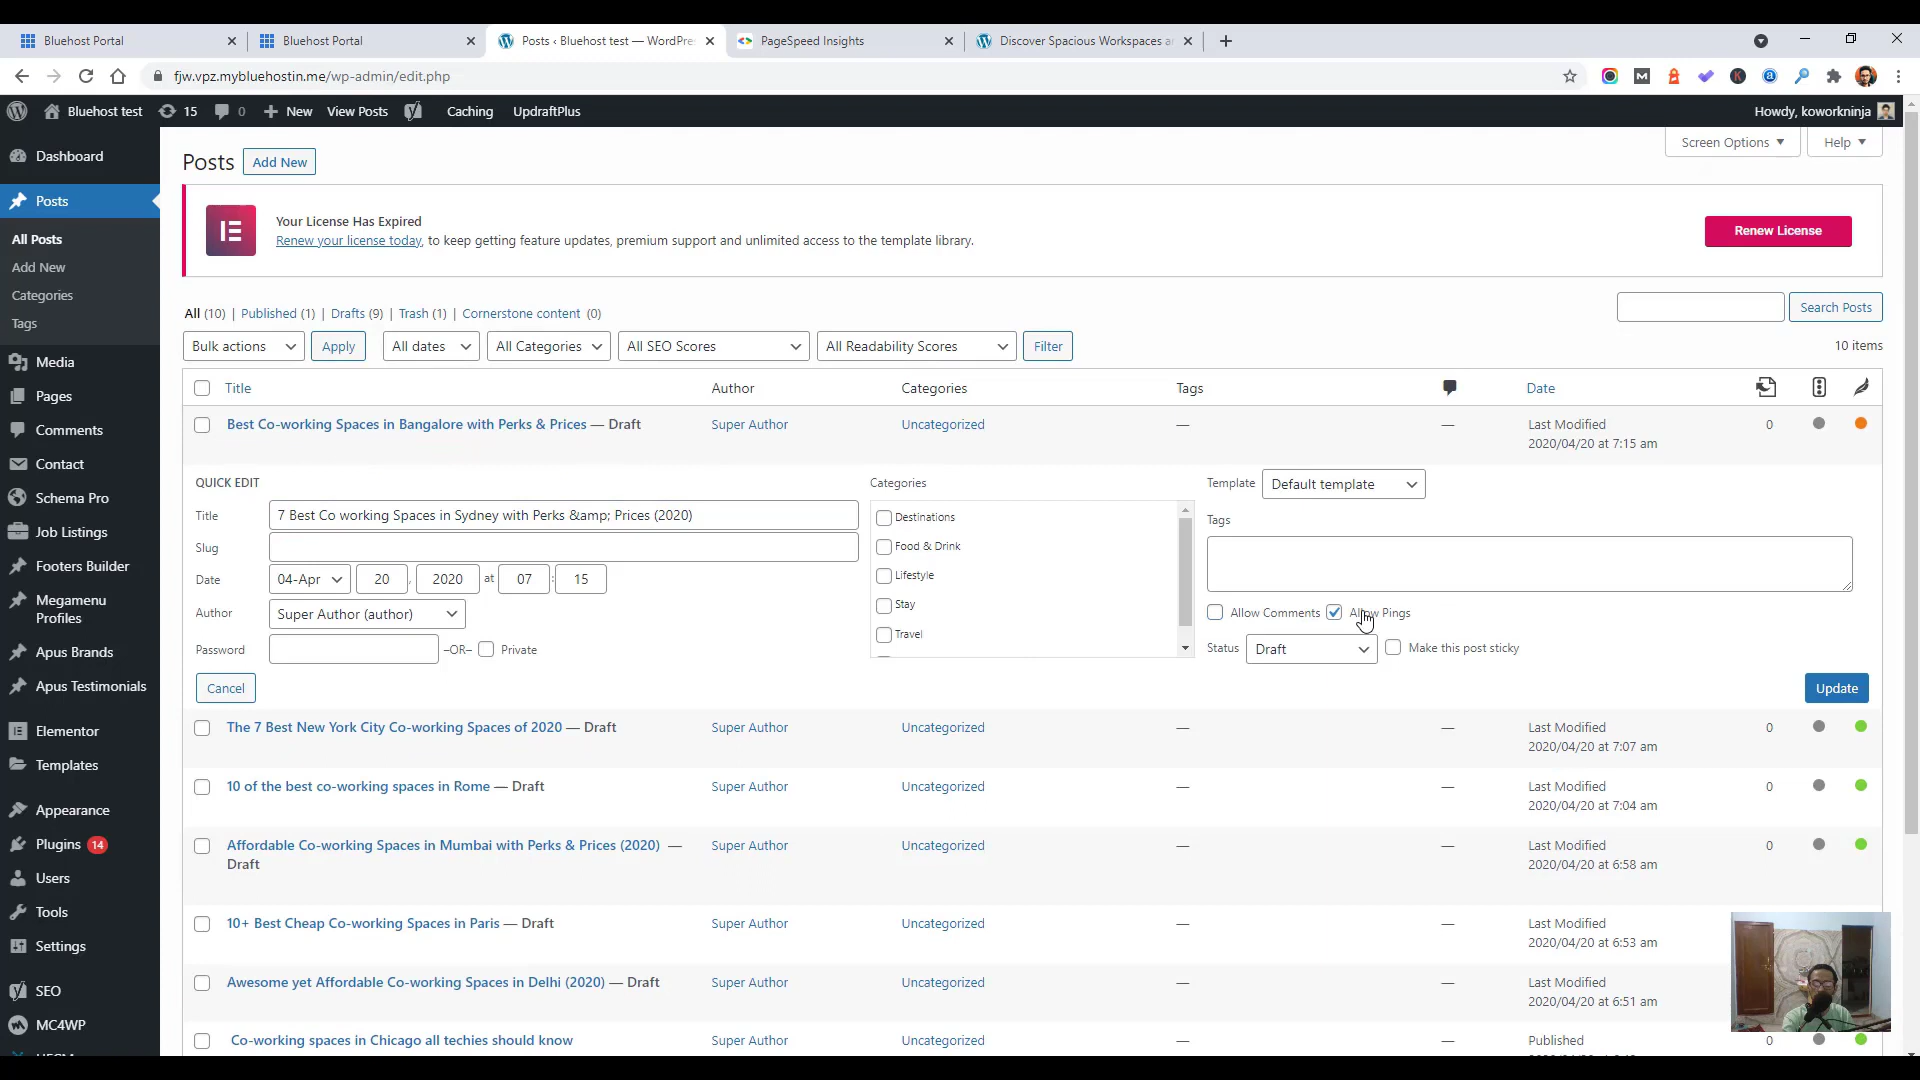 Bluehost Portal
Bluehost Portal
Posts ‹ Bluehost test — WordPre
PageSpeed Insights
Discover Spacious Workspaces a
fjw.vpz.mybluehostin.me/wp-admin/edit.php
Bluehost test
15
0
New
View Posts
Caching
UpdraftPlus
Howdy, koworkninja
Dashboard
Posts
All Posts
Add New
Categories
Tags
Media
Pages
Comments
Contact
Schema Pro
Job Listings
Footers Builder
Megamenu
Profiles
Apus Brands
Apus Testimonials
Elementor
Templates
Appearance
Plugins 14
Users
Tools
Settings
SEO
MC4WP
Posts
Add New
Screen Options
Help
Your License Has Expired
Renew your license today, to keep getting feature updates, premium support and unlimited access to the template library.
Renew License
All (10) | Published (1) | Drafts (9) | Trash (1) | Cornerstone content (0)
Search Posts
Bulk actions
Apply
All dates
All Categories
All SEO Scores
All Readability Scores
Filter
10 items
Title
Author
Categories
Tags
Date
Best Co-working Spaces in Bangalore with Perks & Prices — Draft
Super Author
Uncategorized
—
—
Last Modified
2020/04/20 at 7:15 am
0
QUICK EDIT
Title
7 Best Co working Spaces in Sydney with Perks &amp; Prices (2020)
Slug
Date
04-Apr
20
,
2020
at
07
:
15
Author
Super Author (author)
Password
–OR–
Private
Cancel
Categories
Destinations
Food & Drink
Lifestyle
Stay
Travel
Template
Default template
Tags
Allow Comments
Allow Pings
Status
Draft
Make this post sticky
Update
The 7 Best New York City Co-working Spaces of 2020 — Draft
Super Author
Uncategorized
—
—
Last Modified
2020/04/20 at 7:07 am
0
10 of the best co-working spaces in Rome — Draft
Super Author
Uncategorized
—
—
Last Modified
2020/04/20 at 7:04 am
0
Affordable Co-working Spaces in Mumbai with Perks & Prices (2020) —
Draft
Super Author
Uncategorized
—
—
Last Modified
2020/04/20 at 6:58 am
0
10+ Best Cheap Co-working Spaces in Paris — Draft
Super Author
Uncategorized
—
—
Last Modified
2020/04/20 at 6:53 am
Awesome yet Affordable Co-working Spaces in Delhi (2020) — Draft
Super Author
Uncategorized
—
—
Last Modified
2020/04/20 at 6:51 am
Co-working spaces in Chicago all techies should know
Super Author
Uncategorized
—
—
Published
0